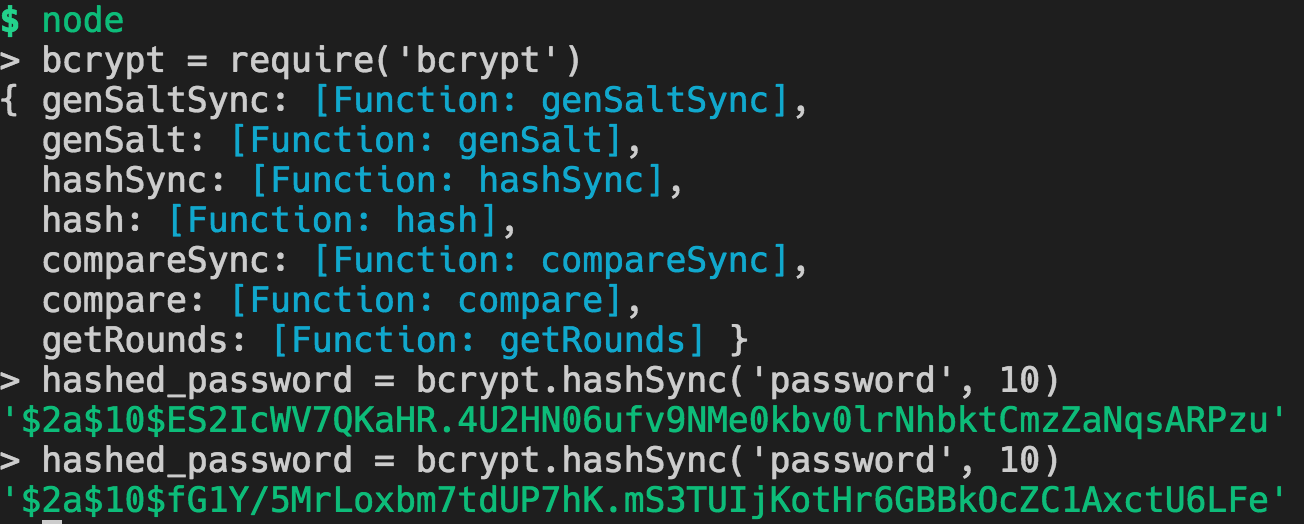 $ node
> bcrypt = require('bcrypt')
{ genSaltSync: [Function: genSaltSync],
genSalt: [Function: genSalt],
hashSync: [Function: hashSync],
hash: [Function: hash],
compareSync: [Function: compareSync],
compare: [Function: compare],
getRounds: [Function: getRounds] }
> hashed_password = bcrypt.hashSync('password', 10)
'$2a$10$ES2IcWV7QKaHR.4U2HN06ufv9NMe0kbv0lrNhbktCmzZaNqsARPzu'
> hashed_password = bcrypt.hashSync('password', 10)
'$2a$10$fG1Y/5MrLoxbm7tdUP7hK.mS3TUIjKotHr6GBBkOcZC1AxctU6LFe'